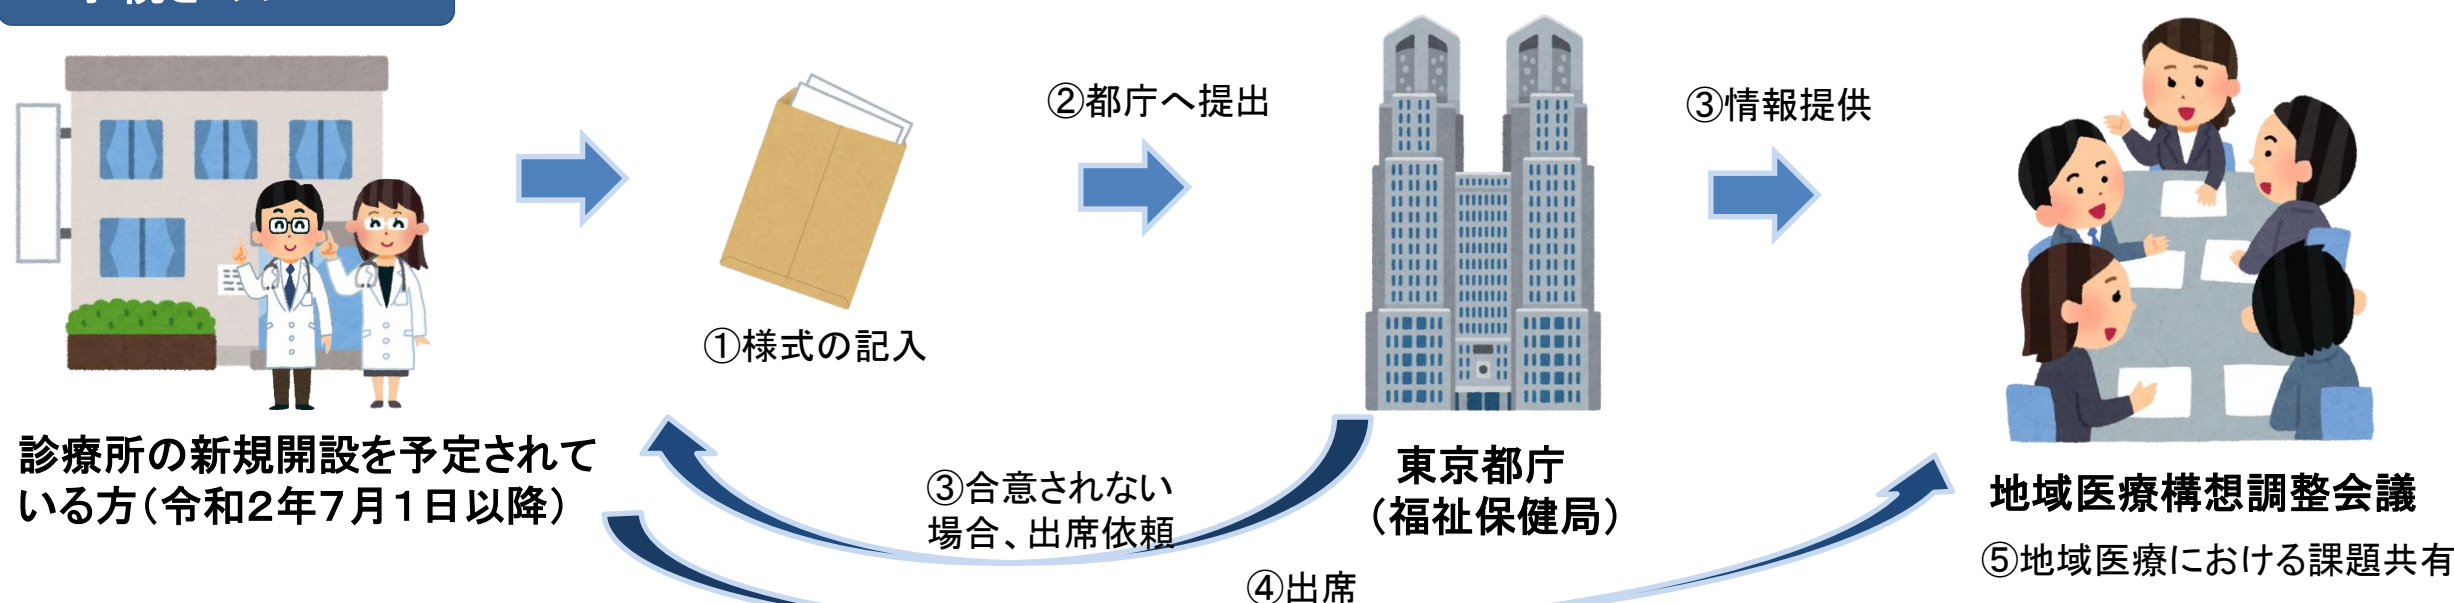 ①様式の記入
②都庁へ提出
③情報提供
診療所の新規開設を予定されて
いる方（令和２年７月１日以降）
③合意されない
場合、出席依頼
東京都庁
（福祉保健局）
④出席
地域医療構想調整会議
⑤地域医療における課題共有